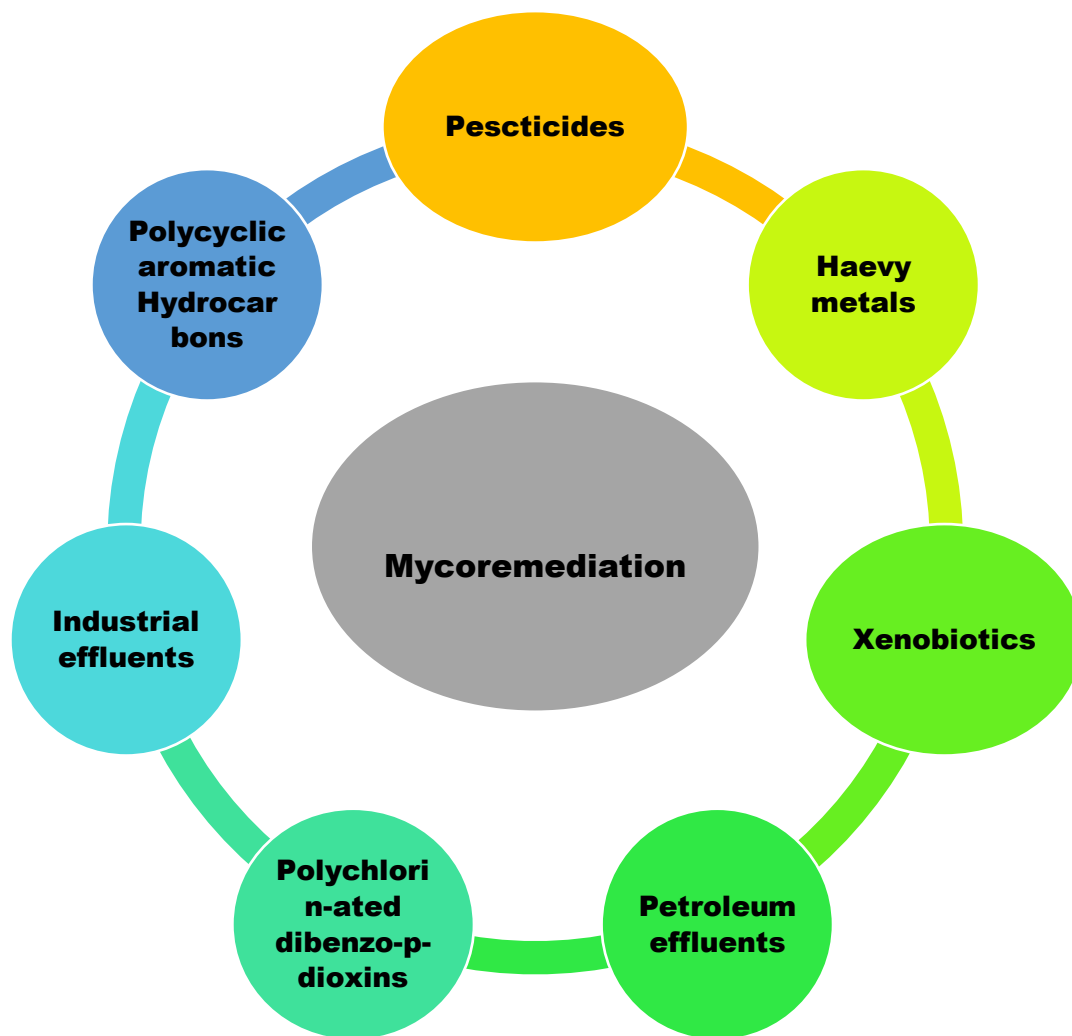 Pescticides
Haevy
metals
Xenobiotics
Petroleum
effluents
Polychlori
n-ated
dibenzo-p-
dioxins
Industrial
effluents
Polycyclic
aromatic
Hydrocar
bons
Mycoremediation